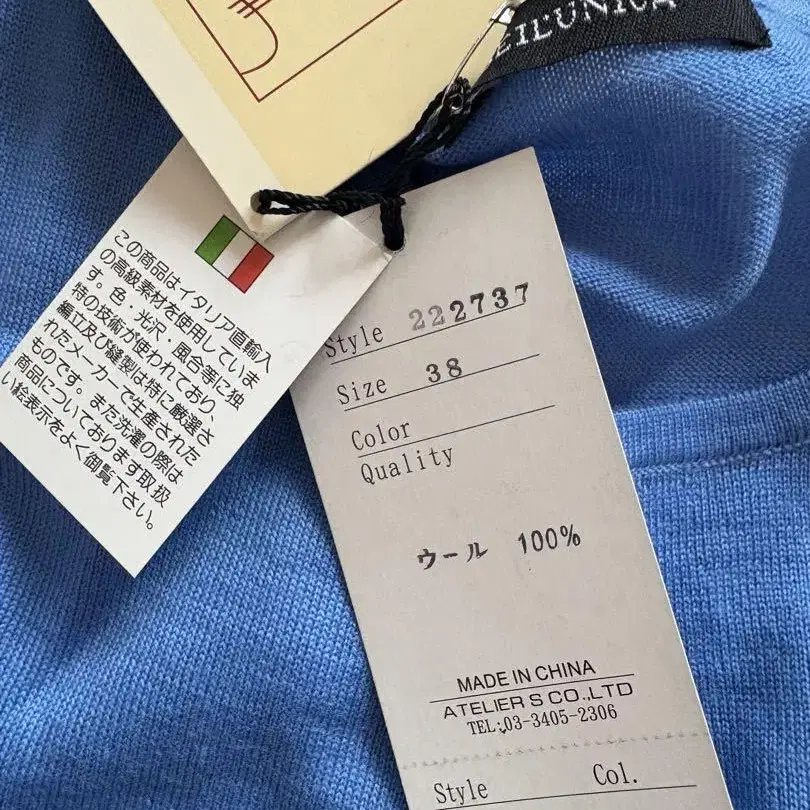 EIL'UNICA
この商品はイタリア直輸入
の高級素材を使用していま
す。色・光沢・風合等に独
特の技術が使われており、
編立及び縫製は特に厳選さ
れたメーカーで生産された
ものです。また洗濯の際は
商品についております取扱
い絵表示をよく御覧下さい。
Style 222737
Size 38
Color
Quality
ウール 100%
MADE IN CHINA
ATELIER S CO.,LTD
TEL:03-3405-2306
Style Col.